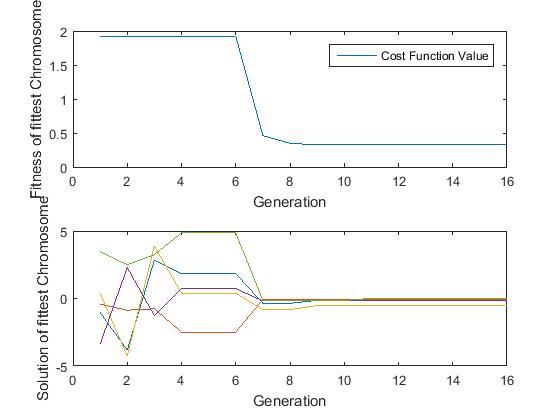 Fitness of fittest Chromosome
2
1.5
1
0.5
0
Cost Function Value
0 2 4 6 8 10 12 14 16
Generation
Solution of fittest Chromosome
5
0
-5
0 2 4 6 8 10 12 14 16
Generation